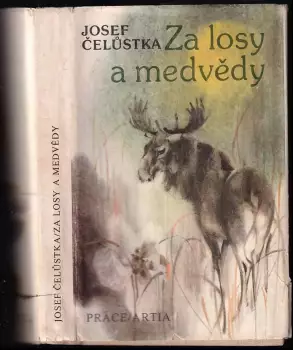 JOSEF
ČELŮSTKA
Za losy
a medvědy
PRÁCE/ARTIA
JOSEF ČELŮSTKA/ZA LOSY A MEDVĚDY